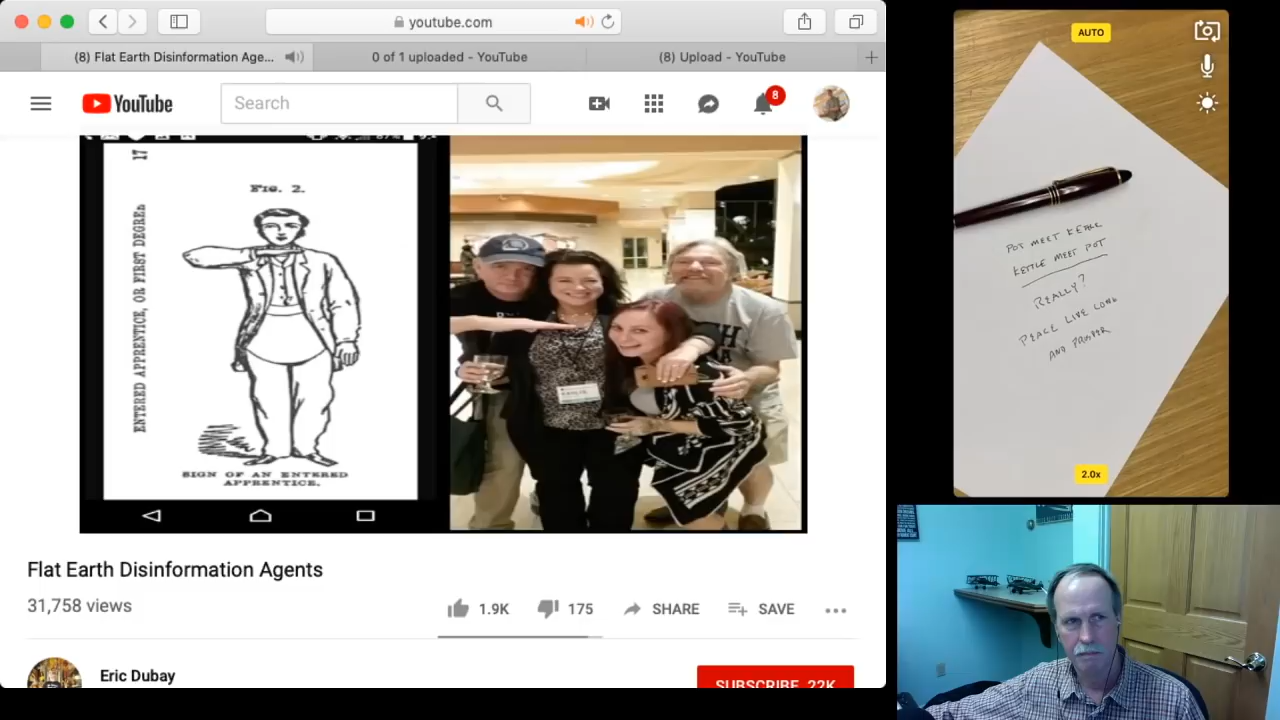 youtube.com
(8) Flat Earth Disinformation Age...
0 of 1 uploaded - YouTube
(8) Upload - YouTube
YouTube
Search
8
17
ENTERED APPRENTICE, OR FIRST DEGREE
FIG. 2.
SIGN OF AN ENTERED
APPRENTICE.
Flat Earth Disinformation Agents
31,758 views
1.9K
175
SHARE
SAVE
Eric Dubay
SUBSCRIBE 22K
AUTO
POT MEET KETTLE
KETTLE MEET POT
REALLY?
PEACE LIVE LONG
AND PROSPER
2.0x